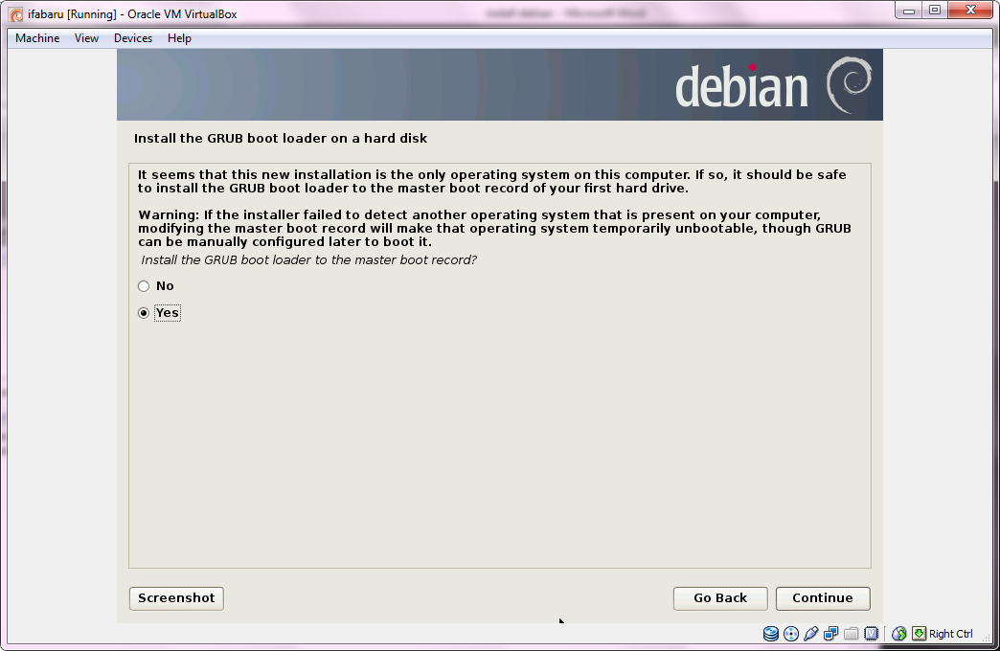 ifabaru [Running] - Oracle VM VirtualBox
install debian - Microsoft Word
Machine View Devices Help
debian
Install the GRUB boot loader on a hard disk
It seems that this new installation is the only operating system on this computer. If so, it should be safe
to install the GRUB boot loader to the master boot record of your first hard drive.
Warning: If the installer failed to detect another operating system that is present on your computer,
modifying the master boot record will make that operating system temporarily unbootable, though GRUB
can be manually configured later to boot it.
Install the GRUB boot loader to the master boot record?
No
Yes
Screenshot
Go Back
Continue
Right Ctrl